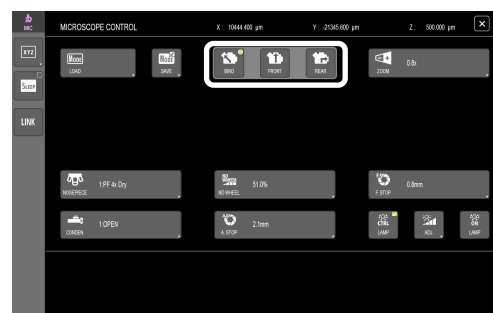 b
MIC
MICROSCOPE CONTROL
X : 10444.400 µm
Y : -21345.600 µm
Z : 500.000 µm
XYZ
SLEEP
LINK
MODE
LOAD
MODE
SAVE
BINO
FRONT
REAR
ZOOM
0.8x
NOSEPIECE
1:PF 4x Dry
ND WHEEL
51.0%
F. STOP
0.8mm
CONDEN
1:OPEN
A. STOP
2.1mm
CTRL
LAMP
ADJ.
ON
LAMP